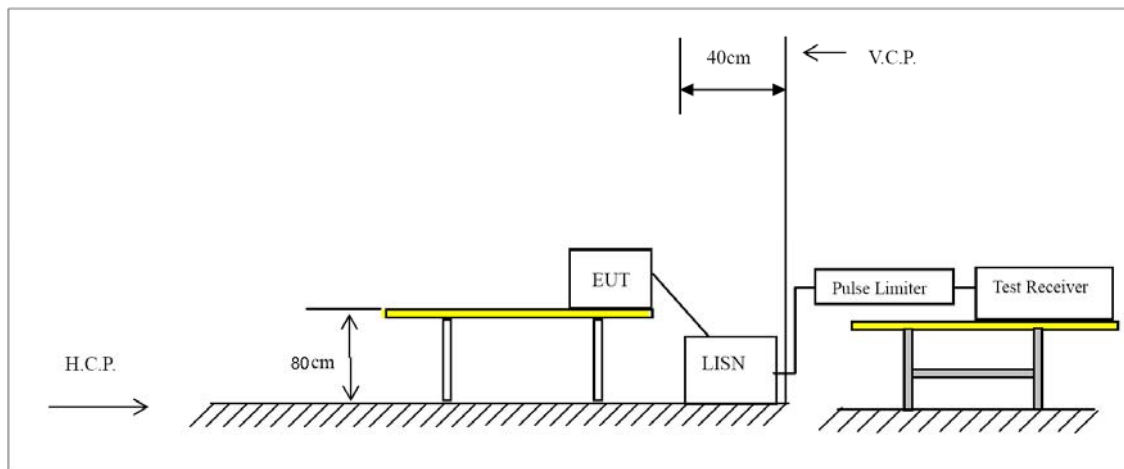 40cm
V.C.P.
EUT
Pulse Limiter
Test Receiver
H.C.P.
80cm
LISN